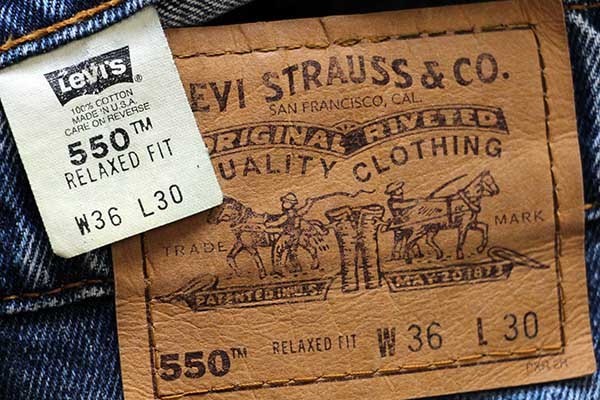 Levi's®
100% COTTON
MADE IN U.S.A.
CARE ON REVERSE
550™
RELAXED FIT
W36 L30
EVI STRAUSS & CO.
SAN FRANCISCO, CAL.
ORIGINAL RIVETED
UALITY CLOTHING
TRADE MARK
PATENTED IN U.S. MAY 20 1873
550™ RELAXED FIT W 36 L 30